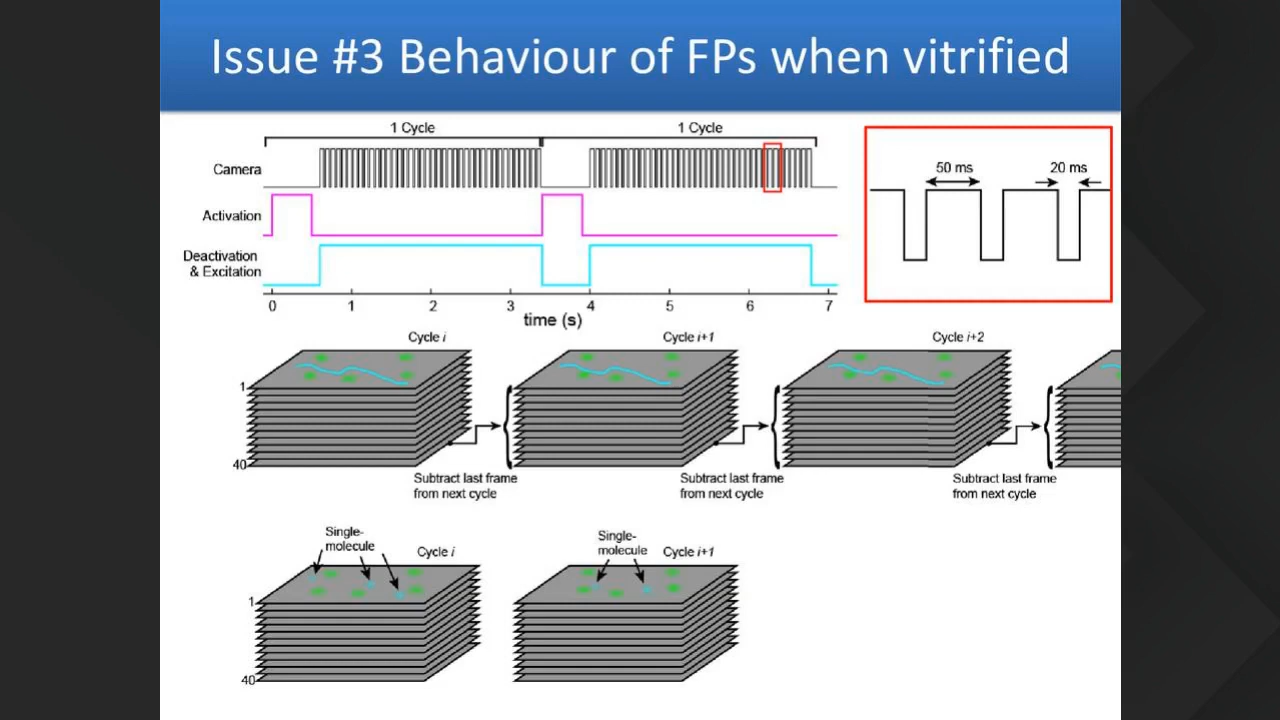 Issue #3 Behaviour of FPs when vitrified
1 Cycle
1 Cycle
Camera
Activation
Deactivation
& Excitation
0 1 2 3 4 5 6 7
time (s)
50 ms
20 ms
Cycle i
Cycle i+1
Cycle i+2
1
40
Subtract last frame
from next cycle
Subtract last frame
from next cycle
Subtract last frame
from next cycle
Single-
molecule
Cycle i
Single-
molecule
Cycle i+1
1
40